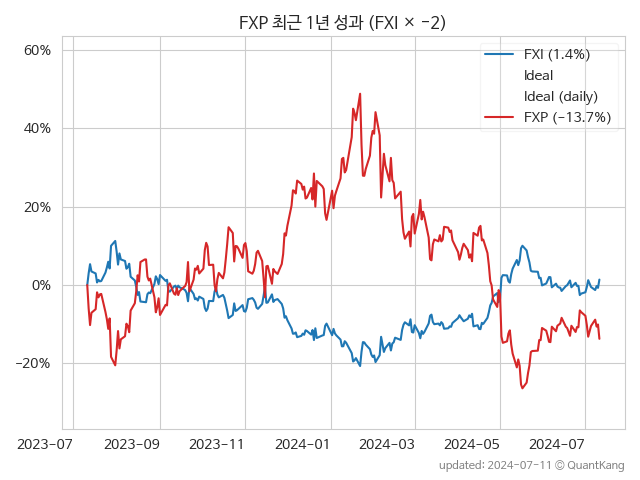 FXP 최근 1년 성과 (FXI × −2)
FXI (1.4%)
Ideal
Ideal (daily)
FXP (−13.7%)
60%
40%
20%
0%
−20%
2023-07 2023-09 2023-11 2024-01 2024-03 2024-05 2024-07
updated: 2024-07-11 © QuantKang